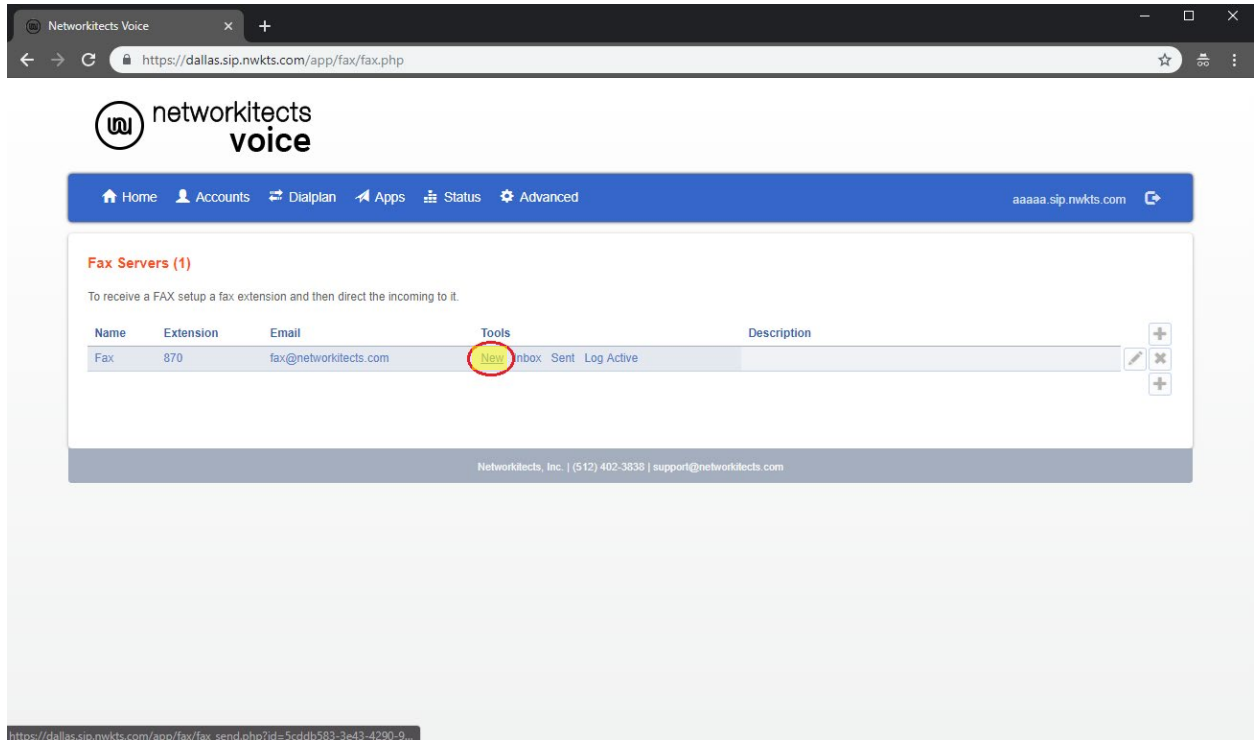 Networkitects Voice
https://dallas.sip.nwkts.com/app/fax/fax.php
networkitects
voice
Home Accounts Dialplan Apps Status Advanced aaaaa.sip.nwkts.com
Fax Servers (1)
To receive a FAX setup a fax extension and then direct the incoming to it.
Name Extension Email Tools Description
Fax 870 fax@networkitects.com New Inbox Sent Log Active
Networkitects, Inc. | (512) 402-3838 | support@networkitects.com
https://dallas.sip.nwkts.com/app/fax/fax_send.php?id=5cddb583-3e43-4290-9...